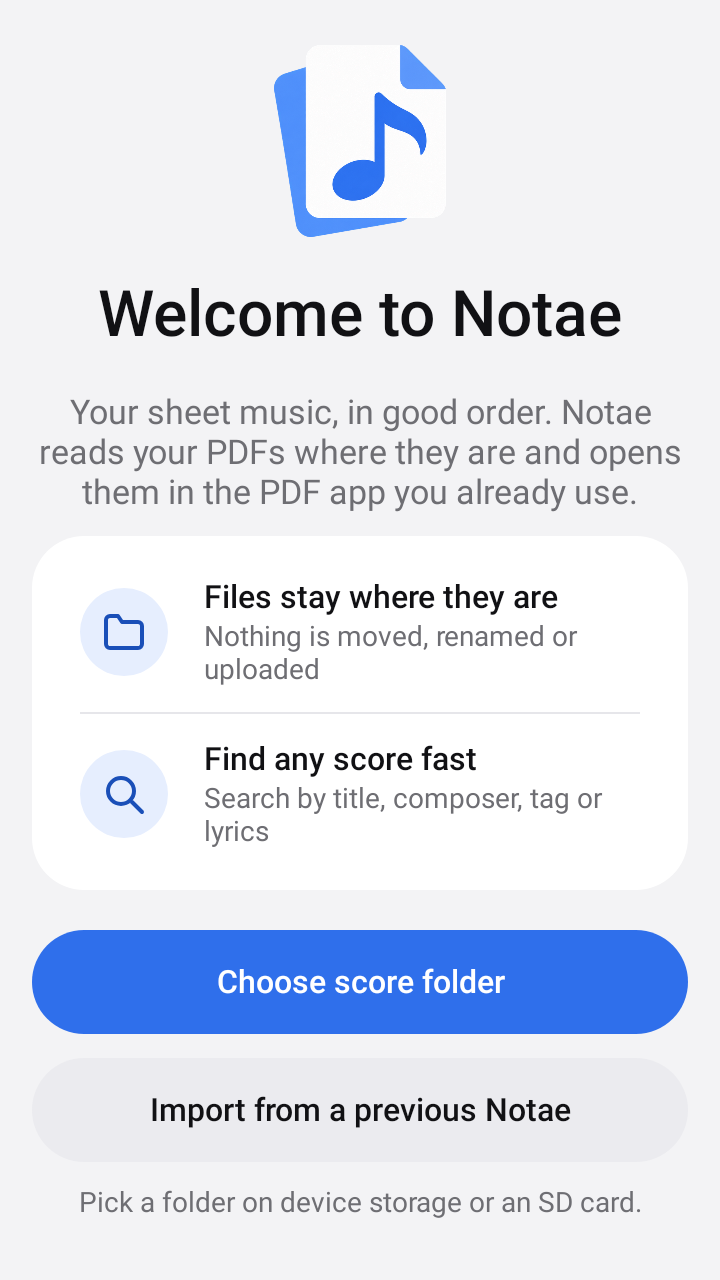 Welcome to Notae
Your sheet music, in good order. Notae
reads your PDFs where they are and opens
them in the PDF app you already use.
Files stay where they are
Nothing is moved, renamed or
uploaded
Find any score fast
Search by title, composer, tag or
lyrics
Choose score folder
Import from a previous Notae
Pick a folder on device storage or an SD card.